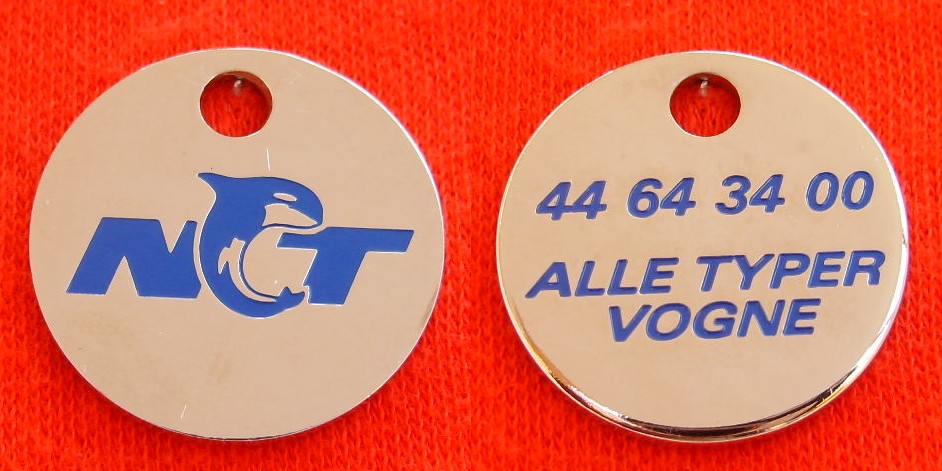 NCT
44 64 34 00
ALLE TYPER
VOGNE